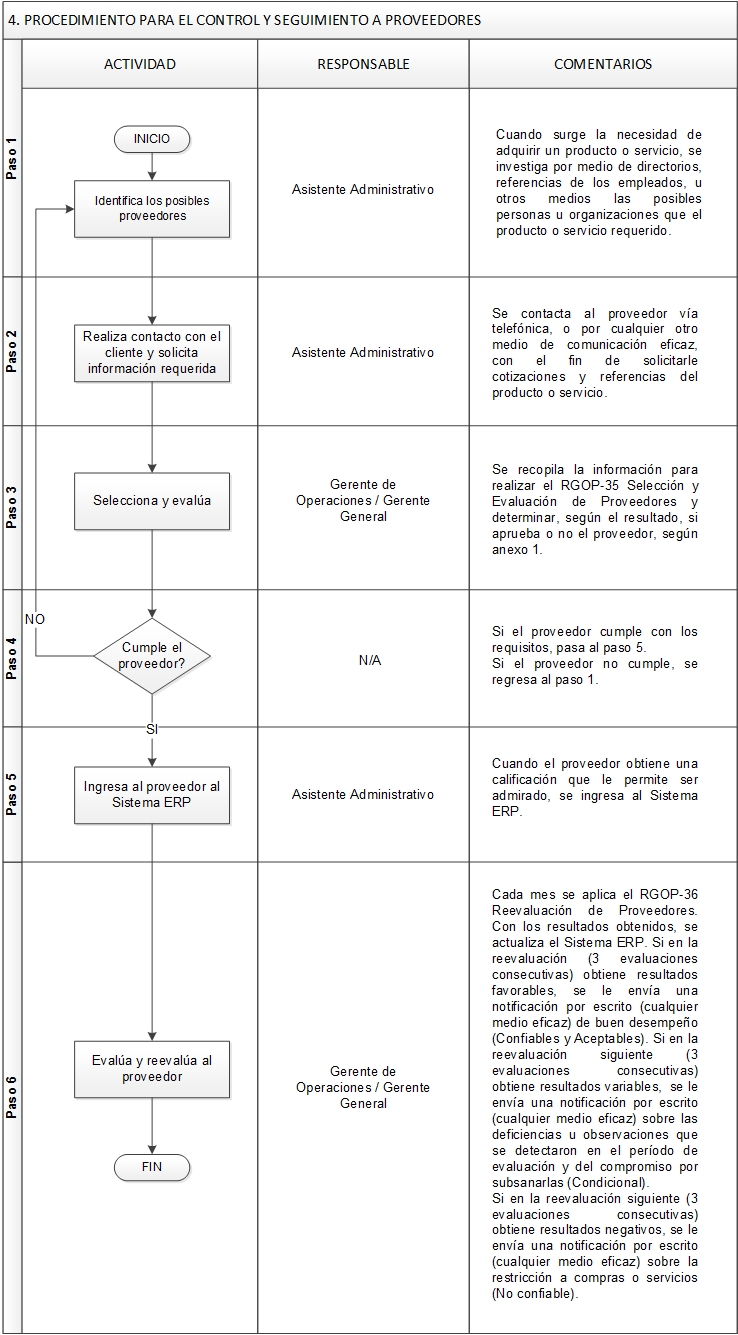 4. PROCEDIMIENTO PARA EL CONTROL Y SEGUIMIENTO A PROVEEDORES
ACTIVIDAD
RESPONSABLE
COMENTARIOS
Paso 1
INICIO
Identifica los posibles
proveedores
Asistente Administrativo
Cuando surge la necesidad de
adquirir un producto o servicio, se
investiga por medio de directorios,
referencias de los empleados, u
otros medios las posibles
personas u organizaciones que el
producto o servicio requerido.
Paso 2
Realiza contacto con el
cliente y solicita
información requerida
Asistente Administrativo
Se contacta al proveedor vía
telefónica, o por cualquier otro
medio de comunicación eficaz,
con el fin de solicitarle
cotizaciones y referencias del
producto o servicio.
Paso 3
Selecciona y evalúa
Gerente de
Operaciones / Gerente
General
Se recopila la información para
realizar el RGOP-35 Selección y
Evaluación de Proveedores y
determinar, según el resultado, si
aprueba o no el proveedor, según
anexo 1.
Paso 4
NO
Cumple el
proveedor?
N/A
Si el proveedor cumple con los
requisitos, pasa al paso 5.
Si el proveedor no cumple, se
regresa al paso 1.
SI
Paso 5
Ingresa al proveedor al
Sistema ERP
Asistente Administrativo
Cuando el proveedor obtiene una
calificación que le permite ser
admirado, se ingresa al Sistema
ERP.
Paso 6
Evalúa y reevalúa al
proveedor
FIN
Gerente de
Operaciones / Gerente
General
Cada mes se aplica el RGOP-36
Reevaluación de Proveedores.
Con los resultados obtenidos, se
actualiza el Sistema ERP. Si en la
reevaluación (3 evaluaciones
consecutivas) obtiene resultados
favorables, se le envía una
notificación por escrito (cualquier
medio eficaz) de buen desempeño
(Confiables y Aceptables). Si en la
reevaluación siguiente (3
evaluaciones consecutivas)
obtiene resultados variables, se le
envía una notificación por escrito
(cualquier medio eficaz) sobre las
deficiencias u observaciones que
se detectaron en el período de
evaluación y del compromiso por
subsanarlas (Condicional).
Si en la reevaluación siguiente (3
evaluaciones consecutivas)
obtiene resultados negativos, se le
envía una notificación por escrito
(cualquier medio eficaz) sobre la
restricción a compras o servicios
(No confiable).